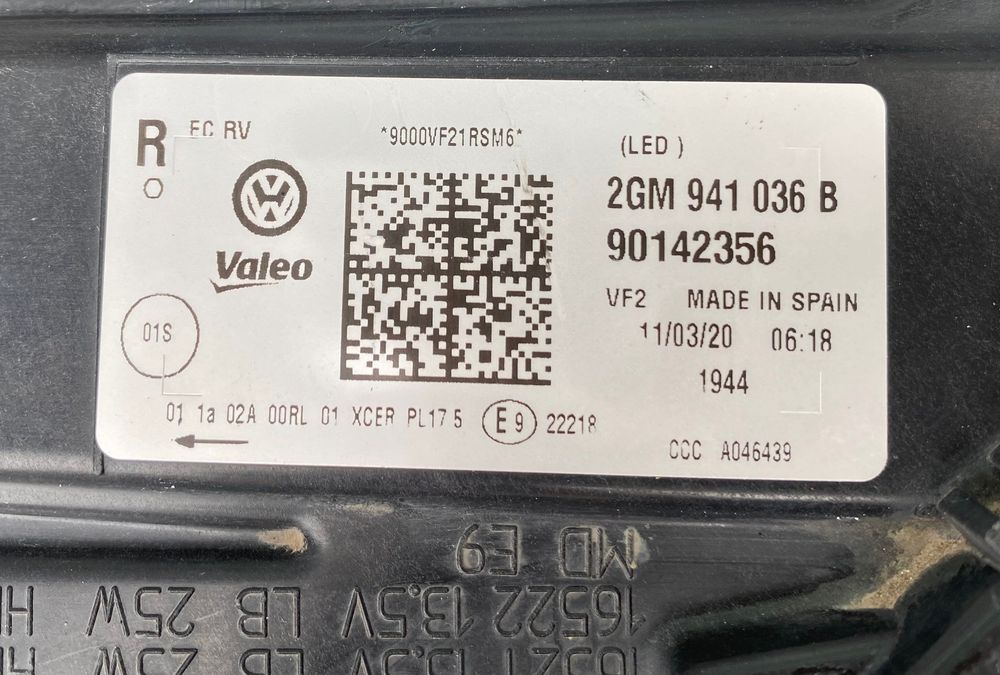 R EC RV
*9000VF21RSM6*
(LED )
Valeo
2GM 941 036 B
90142356
VF2 MADE IN SPAIN
11/03/20 06:18
1944
01S
01 1a 02A 00RL 01 XCER PL17 5 E9 22218
CCC A046439
MD E9
16522 13.5V LB 25W